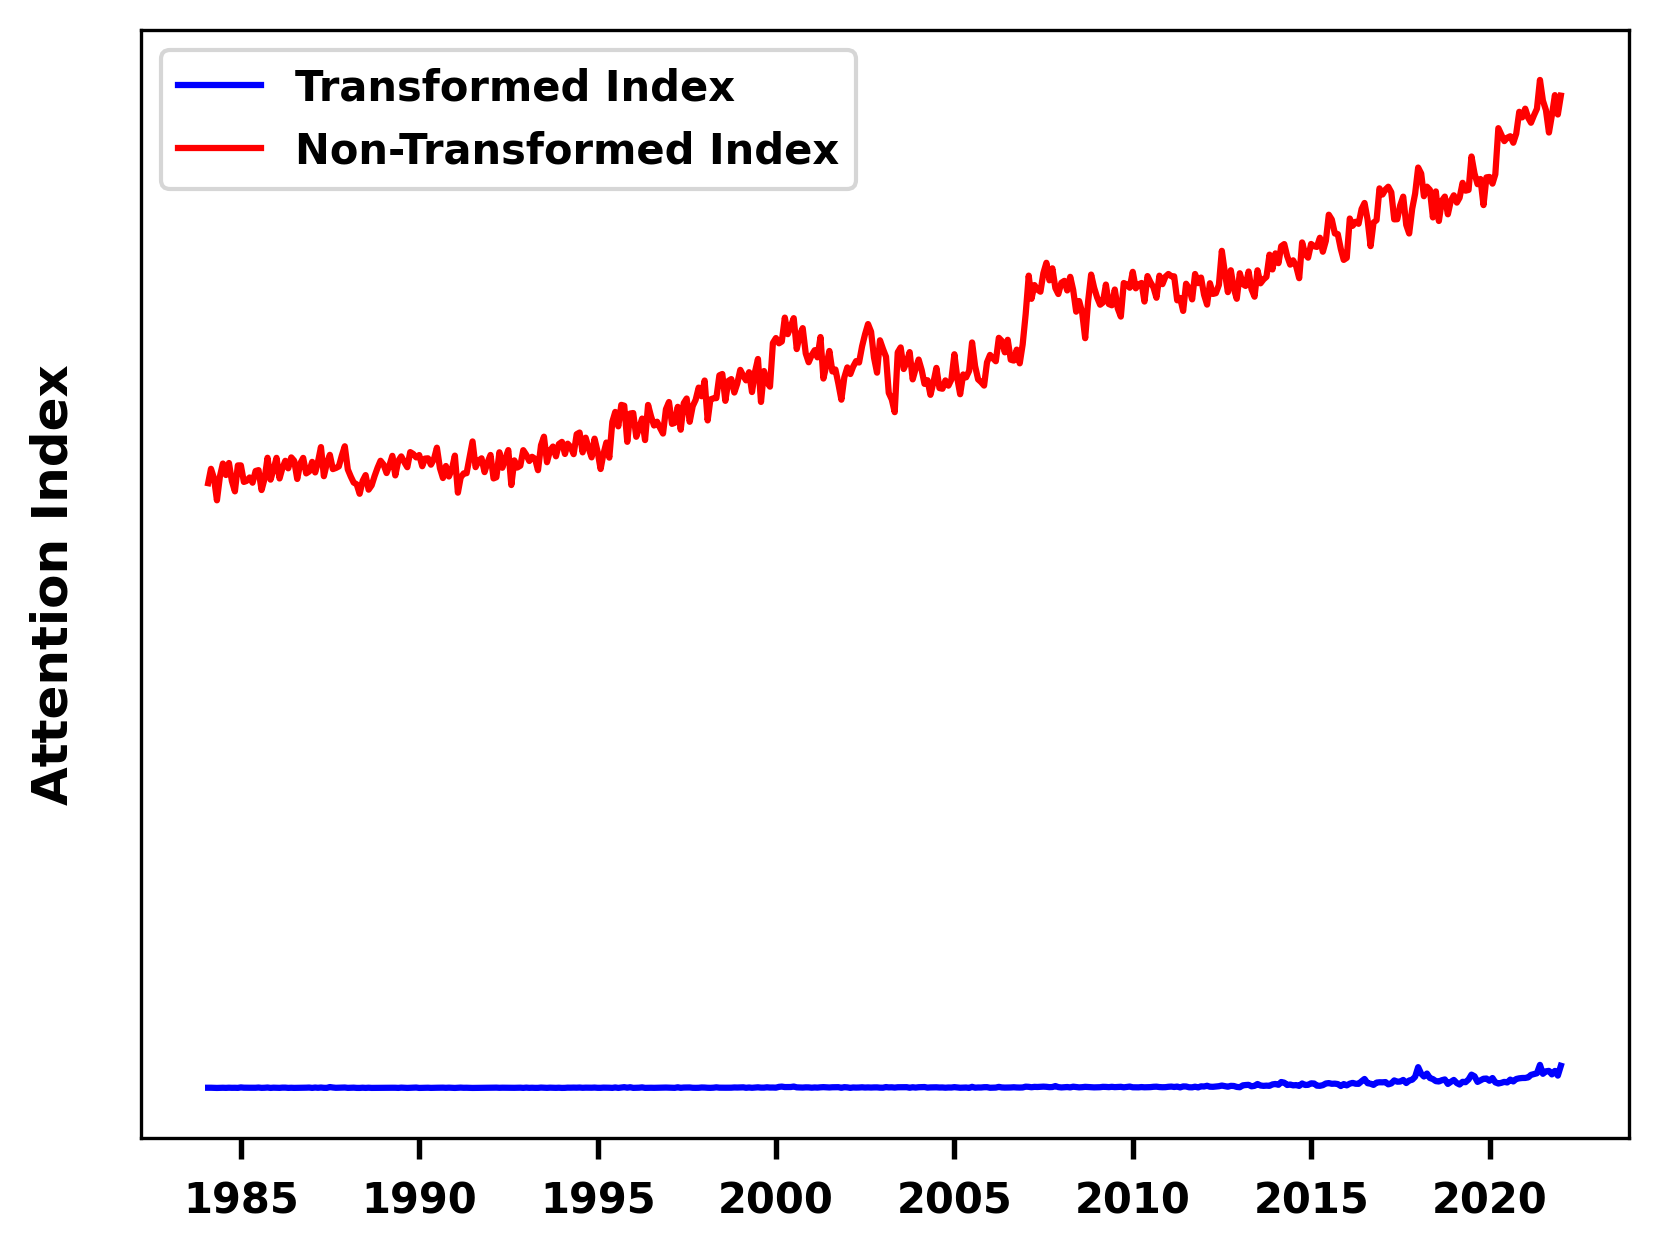 Transformed Index
Non-Transformed Index
Attention Index
1985 1990 1995 2000 2005 2010 2015 2020